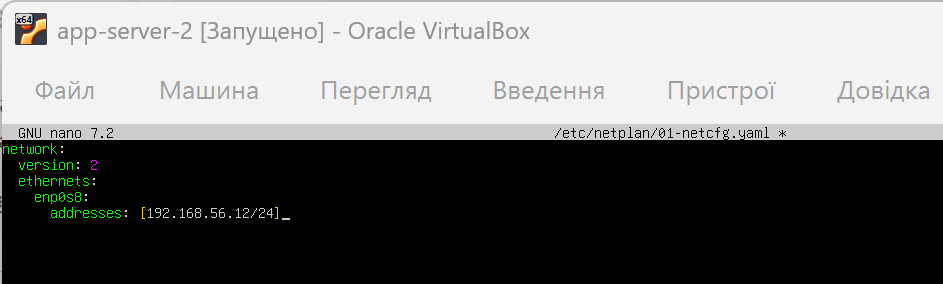 x64
app-server-2 [Запущено] - Oracle VirtualBox
Файл Машина Перегляд Введення Пристрої Довідка
GNU nano 7.2 /etc/netplan/01-netcfg.yaml *
network:
  version: 2
  ethernets:
    enp0s8:
      addresses: [192.168.56.12/24]_